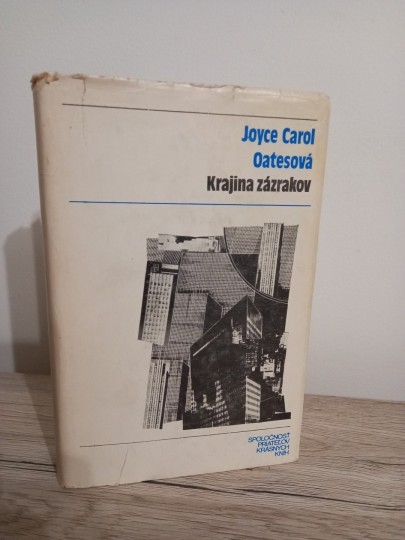 Joyce Carol
Oatesová
Krajina zázrakov
SPOLOČNOSŤ
PRIATEĽOV
KRÁSNYCH
KNÍH